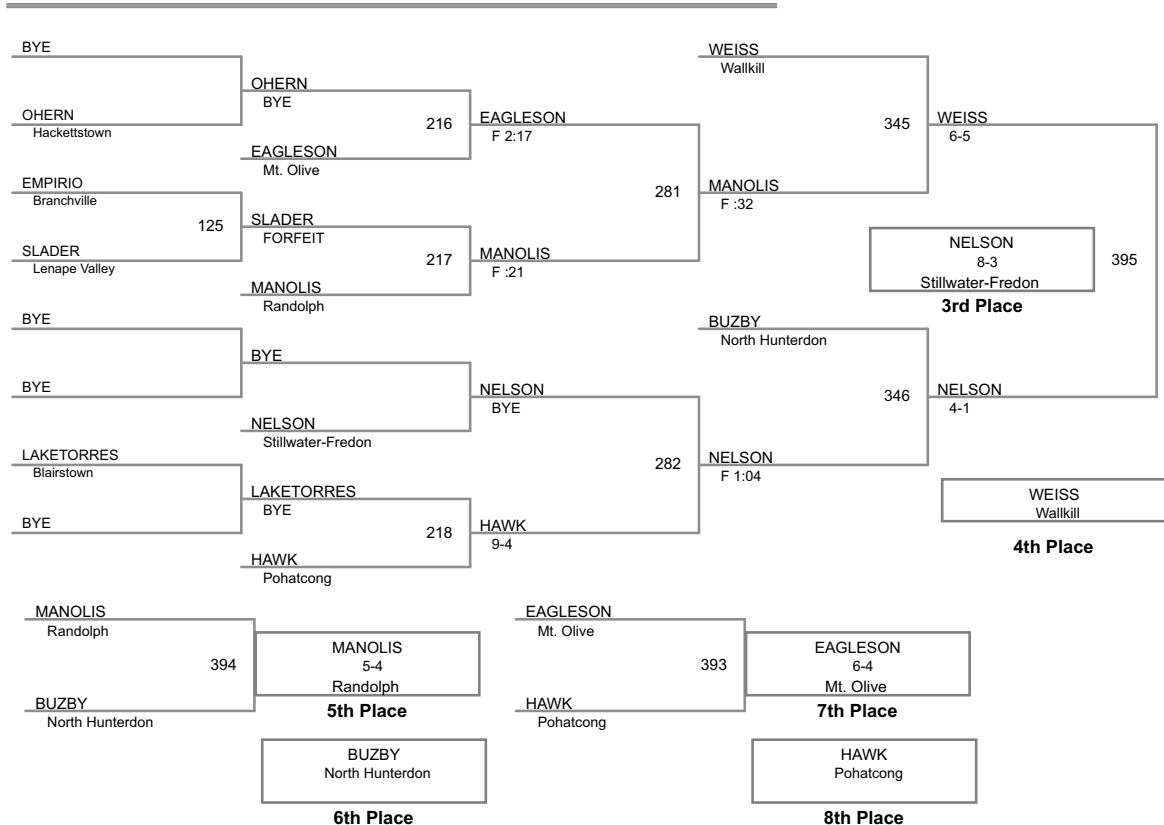 BYE
OHERN
Hackettstown
EMPIRIO
Branchville
125
SLADER
Lenape Valley
BYE
BYE
LAKETORRES
Blairstown
BYE
OHERN
BYE
216
EAGLESON
Mt. Olive
SLADER
FORFEIT
217
MANOLIS
Randolph
BYE
NELSON
Stillwater-Fredon
LAKETORRES
BYE
218
HAWK
Pohatcong
EAGLESON
F 2:17
281
MANOLIS
F :21
NELSON
BYE
282
HAWK
9-4
WEISS
Wallkill
345
MANOLIS
F :32
BUZBY
North Hunterdon
346
NELSON
F 1:04
WEISS
6-5
395
NELSON
4-1
NELSON
8-3
Stillwater-Fredon
3rd Place
WEISS
Wallkill
4th Place
MANOLIS
Randolph
394
BUZBY
North Hunterdon
MANOLIS
5-4
Randolph
5th Place
BUZBY
North Hunterdon
6th Place
EAGLESON
Mt. Olive
393
HAWK
Pohatcong
EAGLESON
6-4
Mt. Olive
7th Place
HAWK
Pohatcong
8th Place